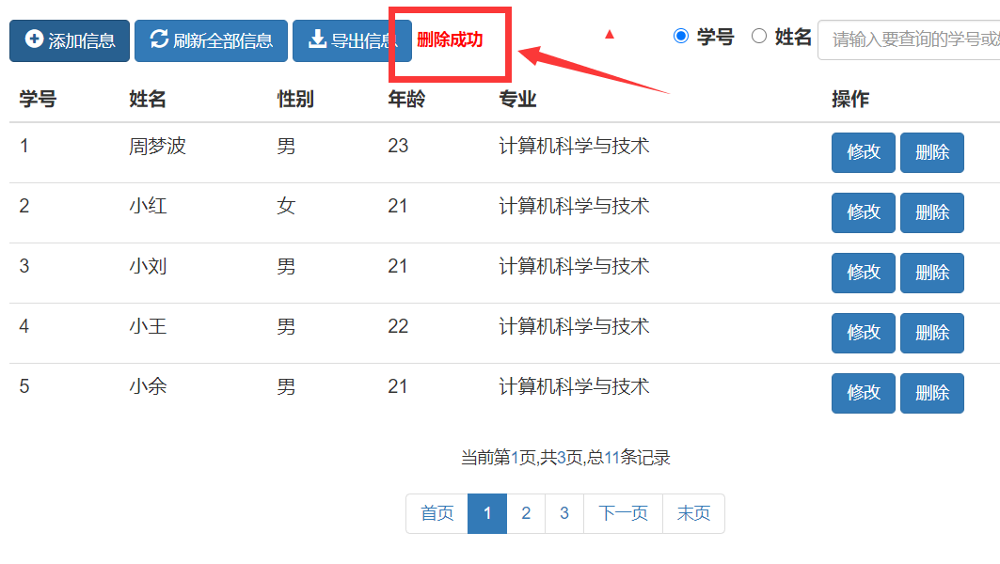 添加信息 刷新全部信息 导出信息 删除成功 学号 姓名 请输入要查询的学号或
学号 姓名 性别 年龄 专业 操作
1 周梦波 男 23 计算机科学与技术 修改 删除
2 小红 女 21 计算机科学与技术 修改 删除
3 小刘 男 21 计算机科学与技术 修改 删除
4 小王 男 22 计算机科学与技术 修改 删除
5 小余 男 21 计算机科学与技术 修改 删除
当前第1页,共3页,总11条记录
首页 1 2 3 下一页 末页